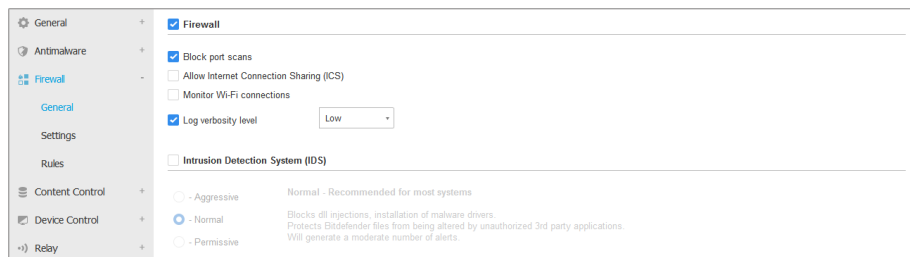 General +
Antimalware +
Firewall -
General
Settings
Rules
Content Control +
Device Control +
Relay +
Firewall
Block port scans
Allow Internet Connection Sharing (ICS)
Monitor Wi-Fi connections
Log verbosity level Low
Intrusion Detection System (IDS)
- Aggressive
- Normal
- Permissive
Normal - Recommended for most systems
Blocks dll injections, installation of malware drivers.
Protects Bitdefender files from being altered by unauthorized 3rd party applications.
Will generate a moderate number of alerts.